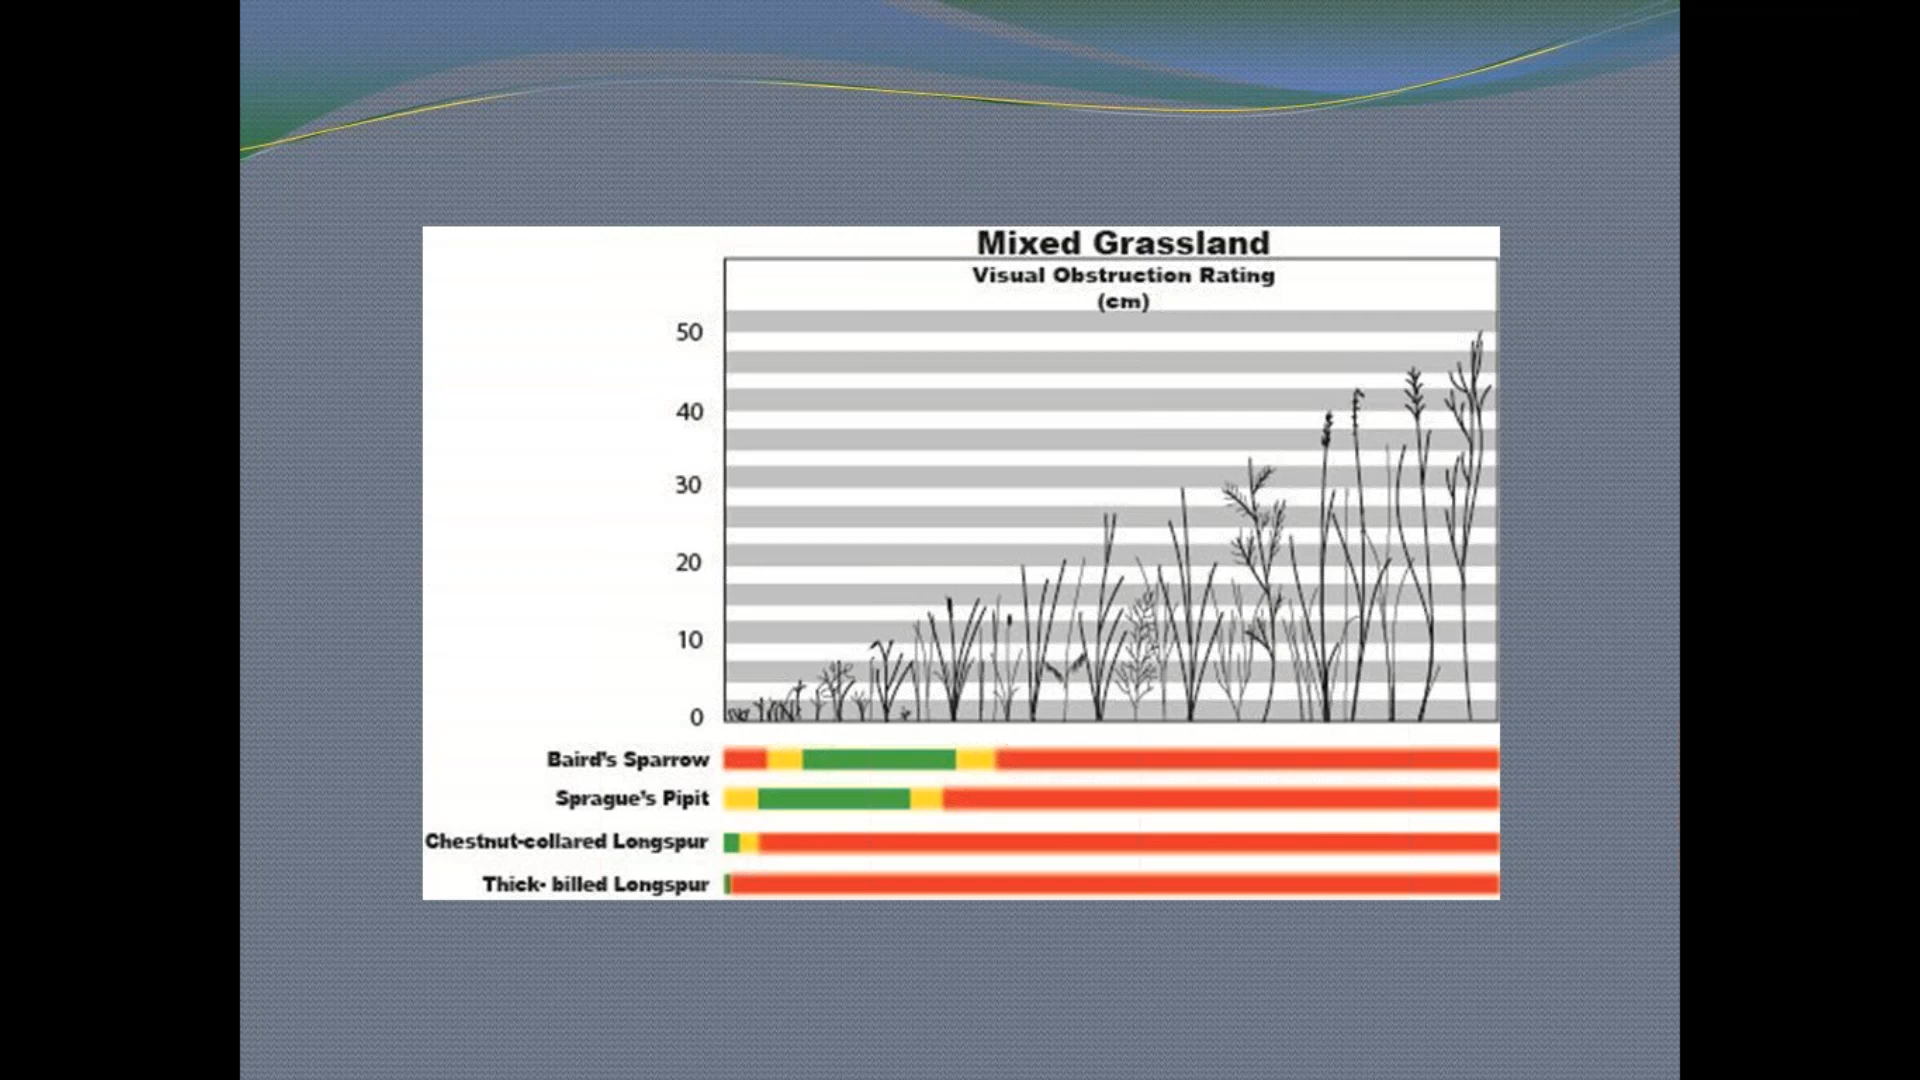 Mixed Grassland
Visual Obstruction Rating
(cm)
50
40
30
20
10
0
Baird's Sparrow
Sprague's Pipit
Chestnut-collared Longspur
Thick- billed Longspur